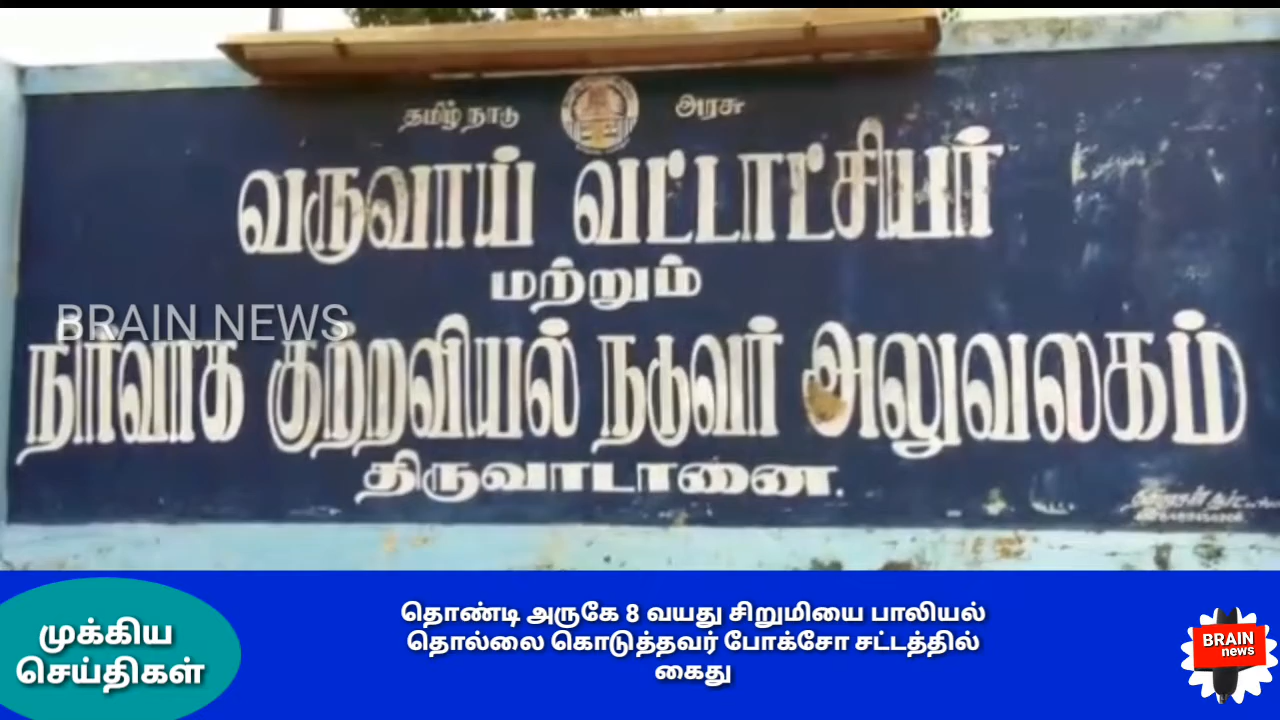 தமிழ் நாடு அரசு
வருவாய் வட்டாட்சியர்
மற்றும்
BRAIN NEWS
நிர்வாக குற்றவியல் நடுவர் அலுவலகம்
திருவாடானை.
முக்கிய
செய்திகள்
தொண்டி அருகே 8 வயது சிறுமியை பாலியல்
தொல்லை கொடுத்தவர் போக்சோ சட்டத்தில்
கைது
BRAIN
news